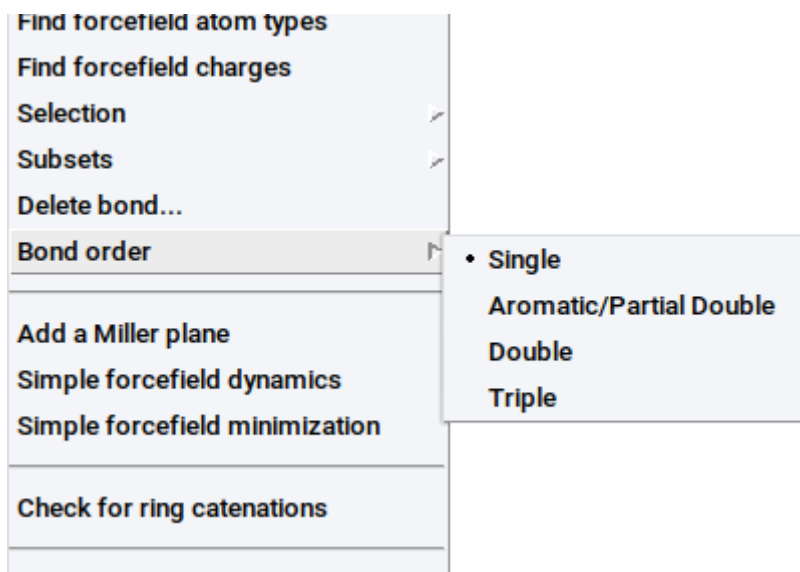 Find forcefield atom types
Find forcefield charges
Selection
Subsets
Delete bond...
Bond order
Single
Aromatic/Partial Double
Double
Triple
Add a Miller plane
Simple forcefield dynamics
Simple forcefield minimization
Check for ring catenations